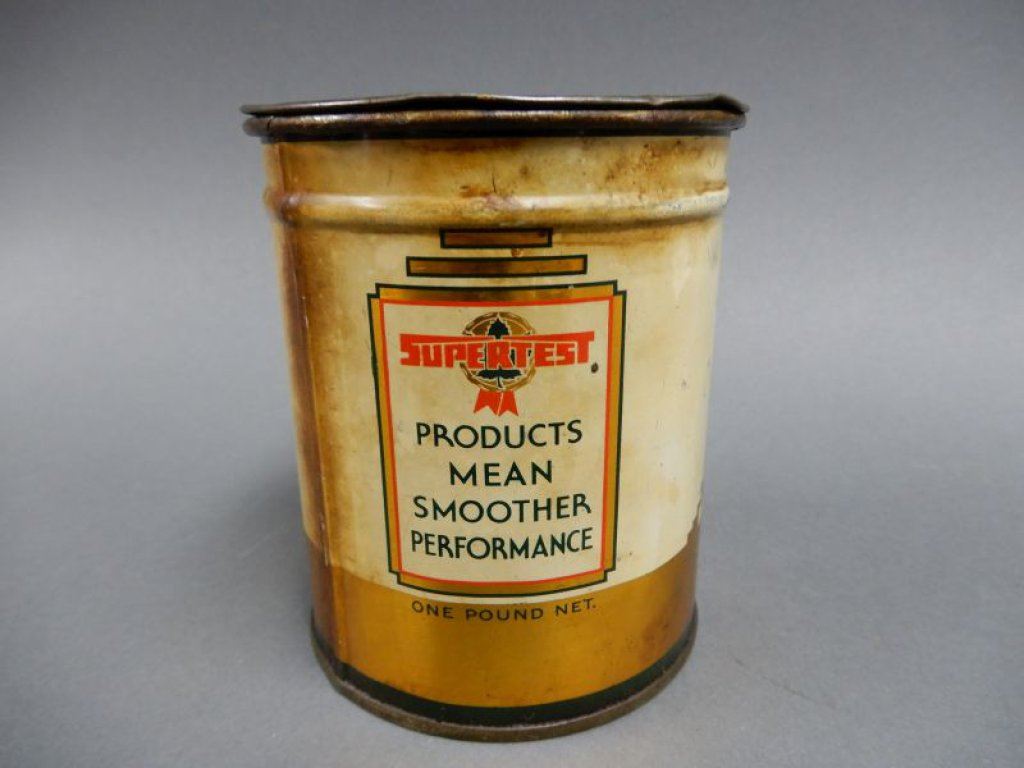 SUPERTEST
PRODUCTS
MEAN
SMOOTHER
PERFORMANCE
ONE POUND NET.